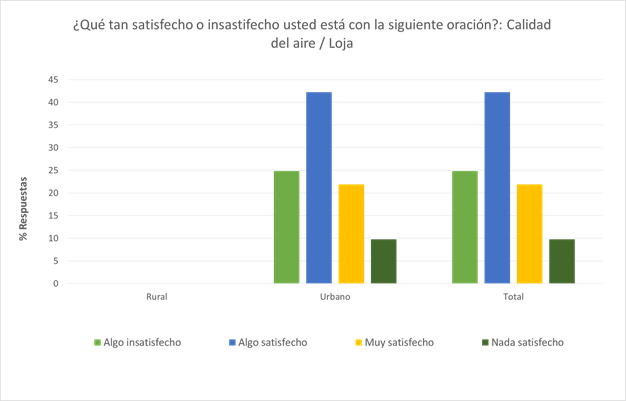 ¿Qué tan satisfecho o insastifecho usted está con la siguiente oración?: Calidad
del aire / Loja
45
40
35
30
25
20
15
10
5
0
% Respuestas
Rural Urbano Total
Algo insatisfecho Algo satisfecho Muy satisfecho Nada satisfecho